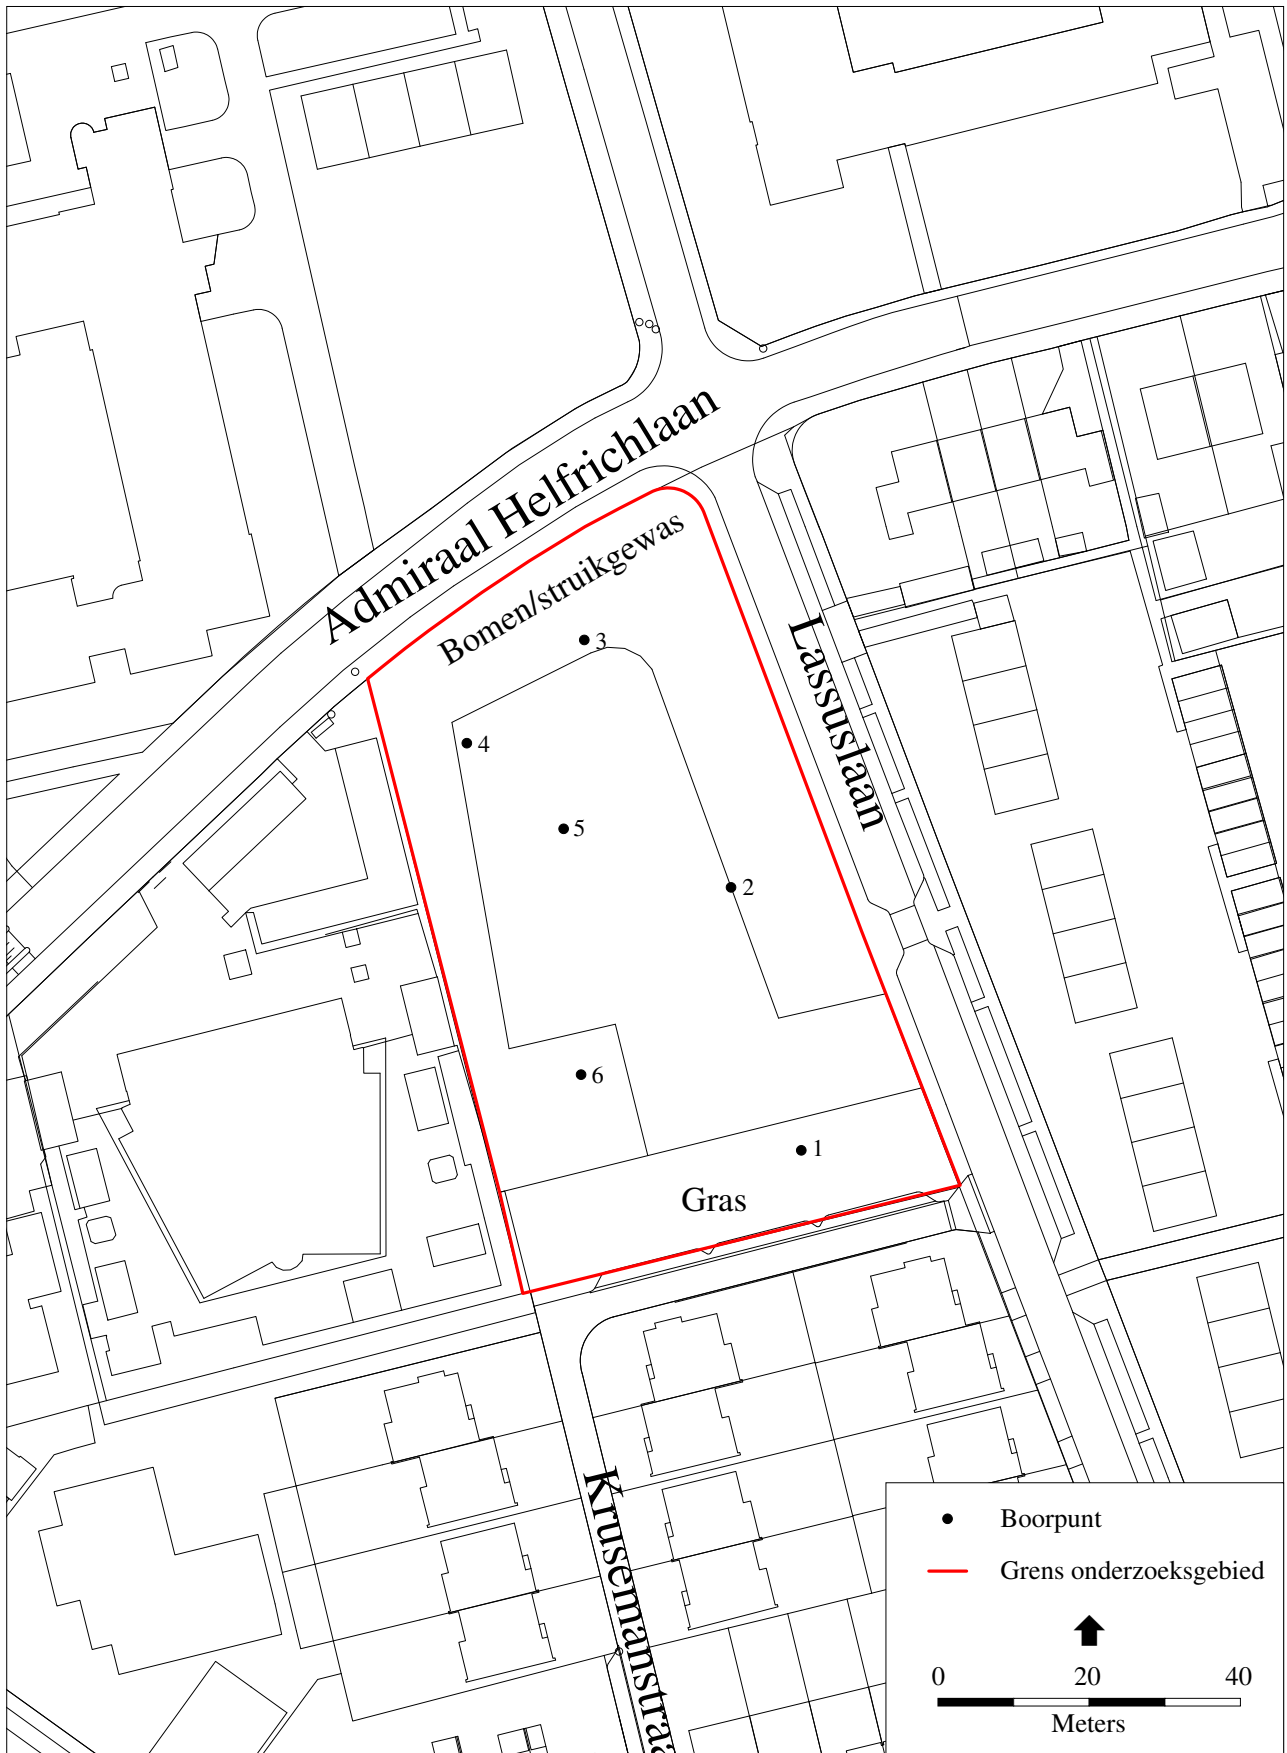 Admiraal Helfrichlaan
Bomen/struikgewas
3
Lassuslaan
4
5
2
6
1
Gras
Krusemanstraa
Boorpunt
Grens onderzoeksgebied
0 20 40
Meters